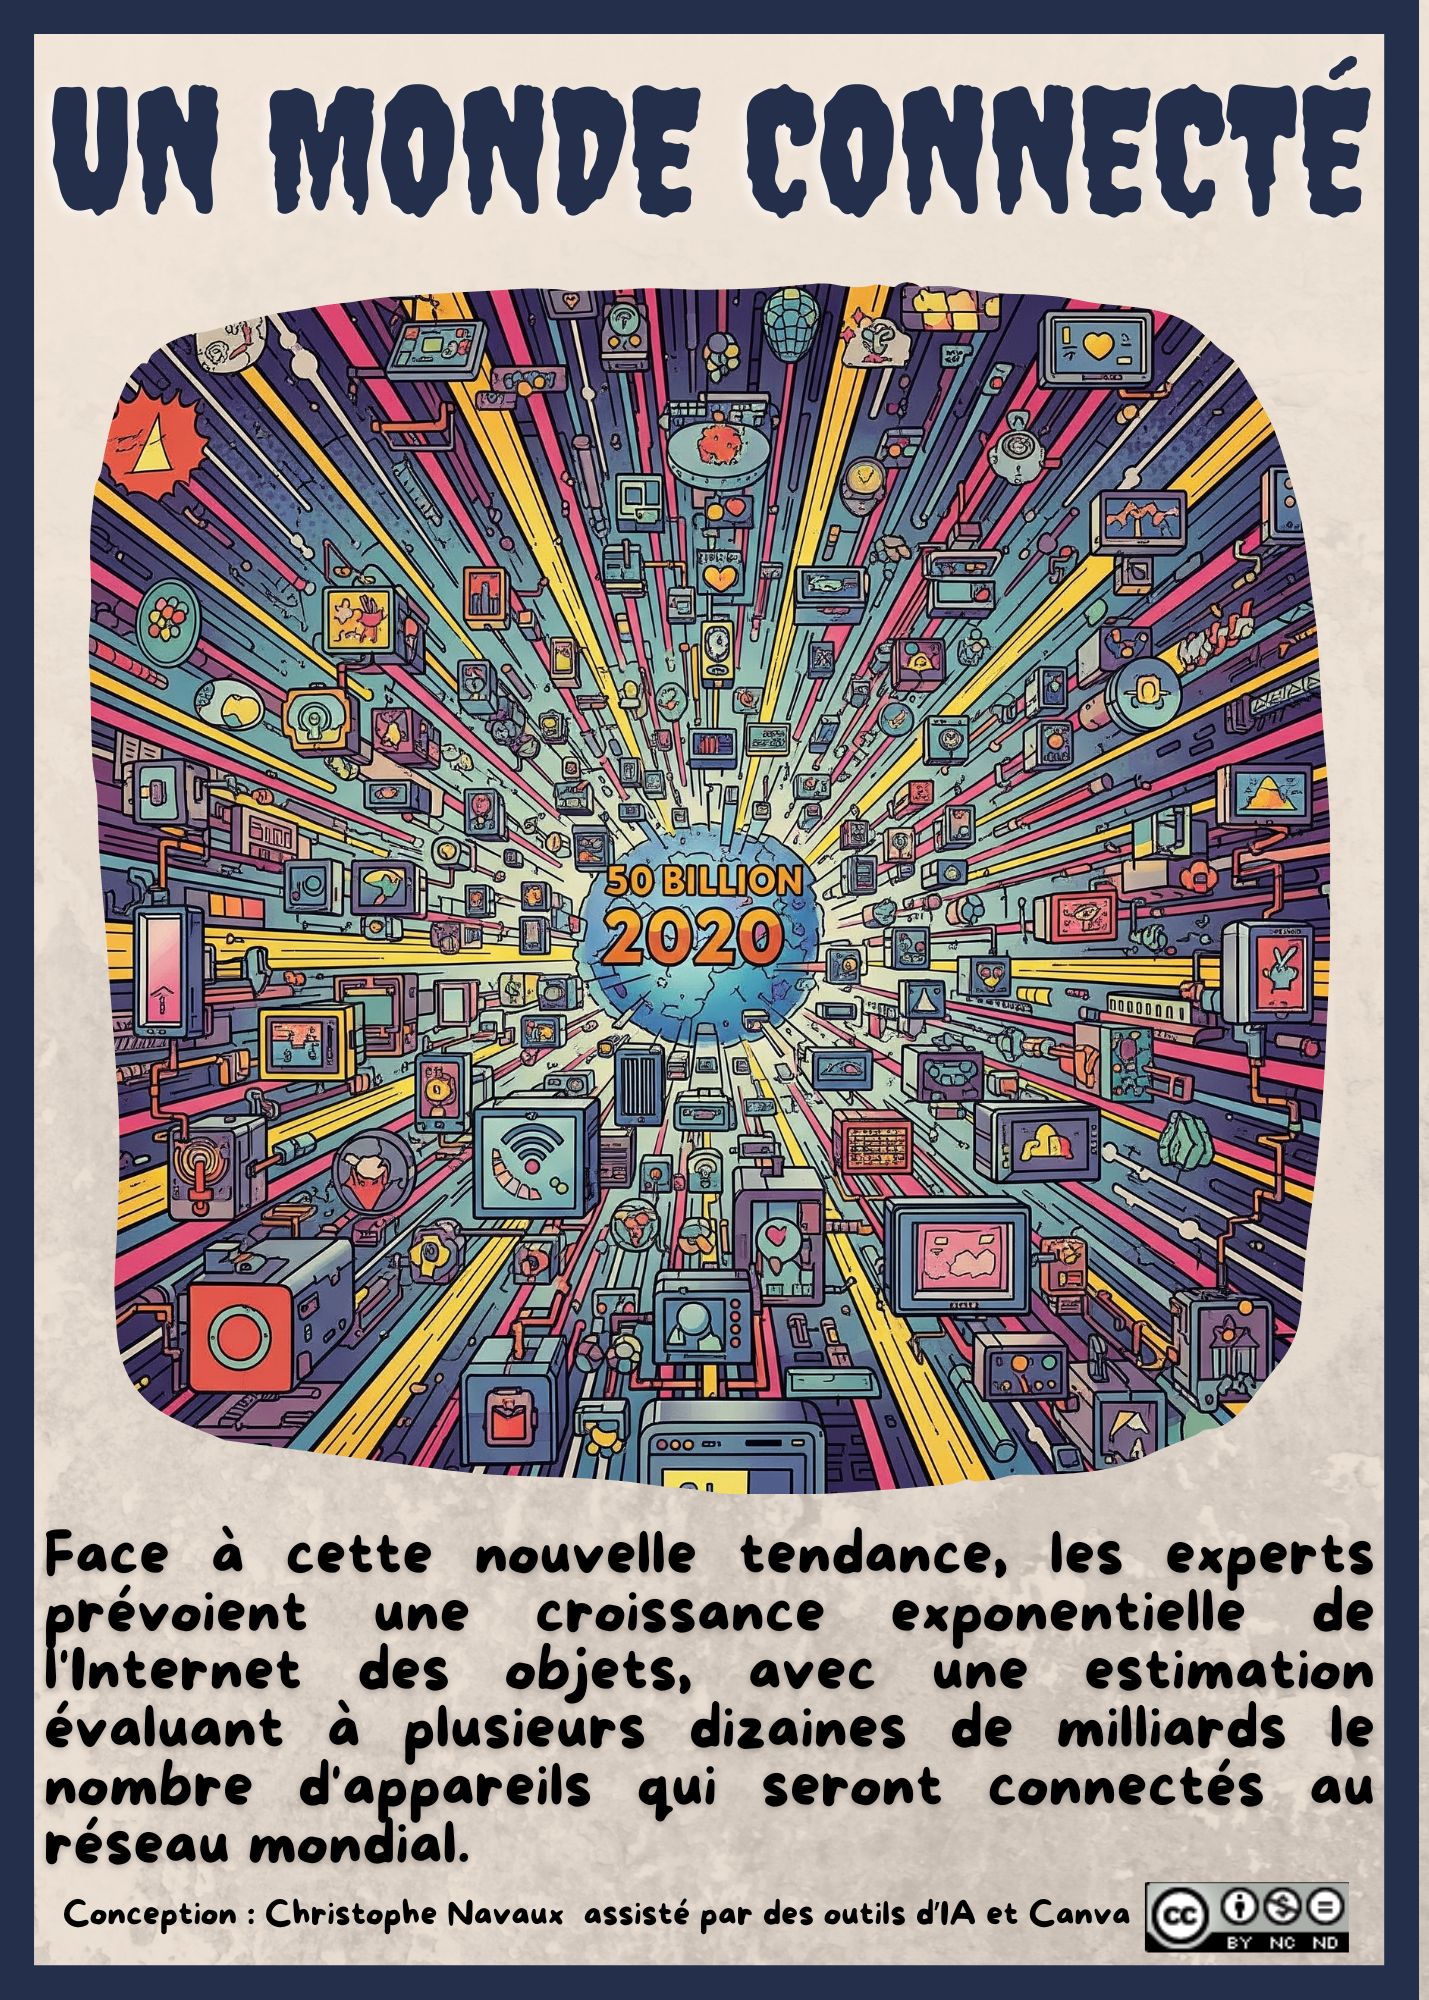 UN MONDE CONNECTÉ
50 BILLION
2020
Face à cette nouvelle tendance, les experts
prévoient une croissance exponentielle de
l'Internet des objets, avec une estimation
évaluant à plusieurs dizaines de milliards le
nombre d'appareils qui seront connectés au
réseau mondial.
Conception : Christophe Navaux assisté par des outils d'IA et Canva
cc
BY NC ND